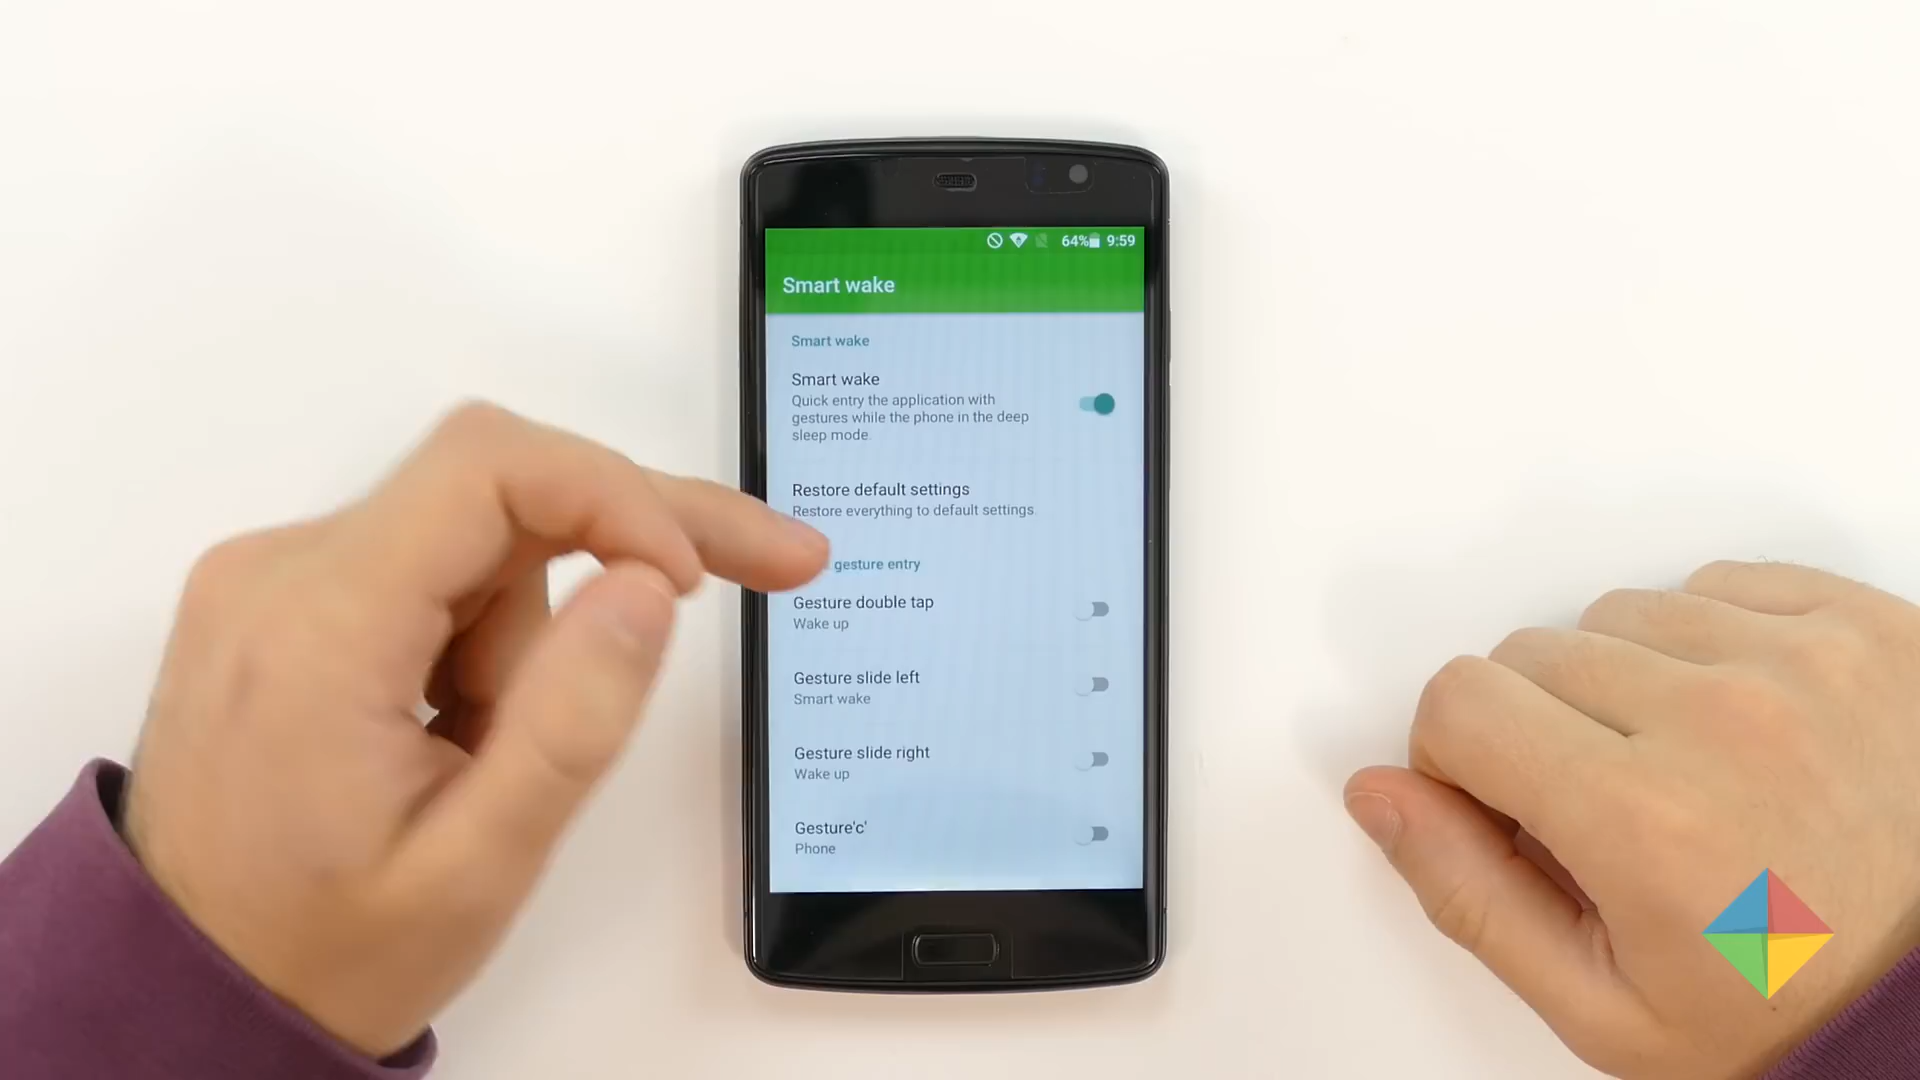 64% 9:59
Smart wake
Smart wake
Smart wake
Quick entry the application with
gestures while the phone in the deep
sleep mode.
Restore default settings
Restore everything to default settings.
gesture entry
Gesture double tap
Wake up
Gesture slide left
Smart wake
Gesture slide right
Wake up
Gesture'c'
Phone